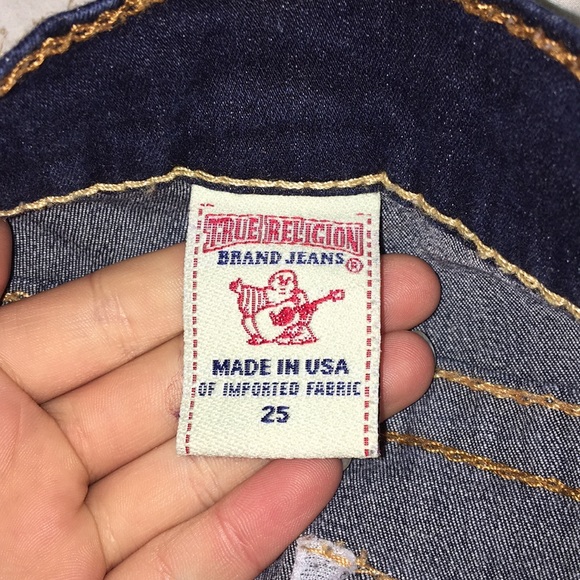 TRUE RELIGION
BRAND JEANS ®
MADE IN USA
OF IMPORTED FABRIC
25